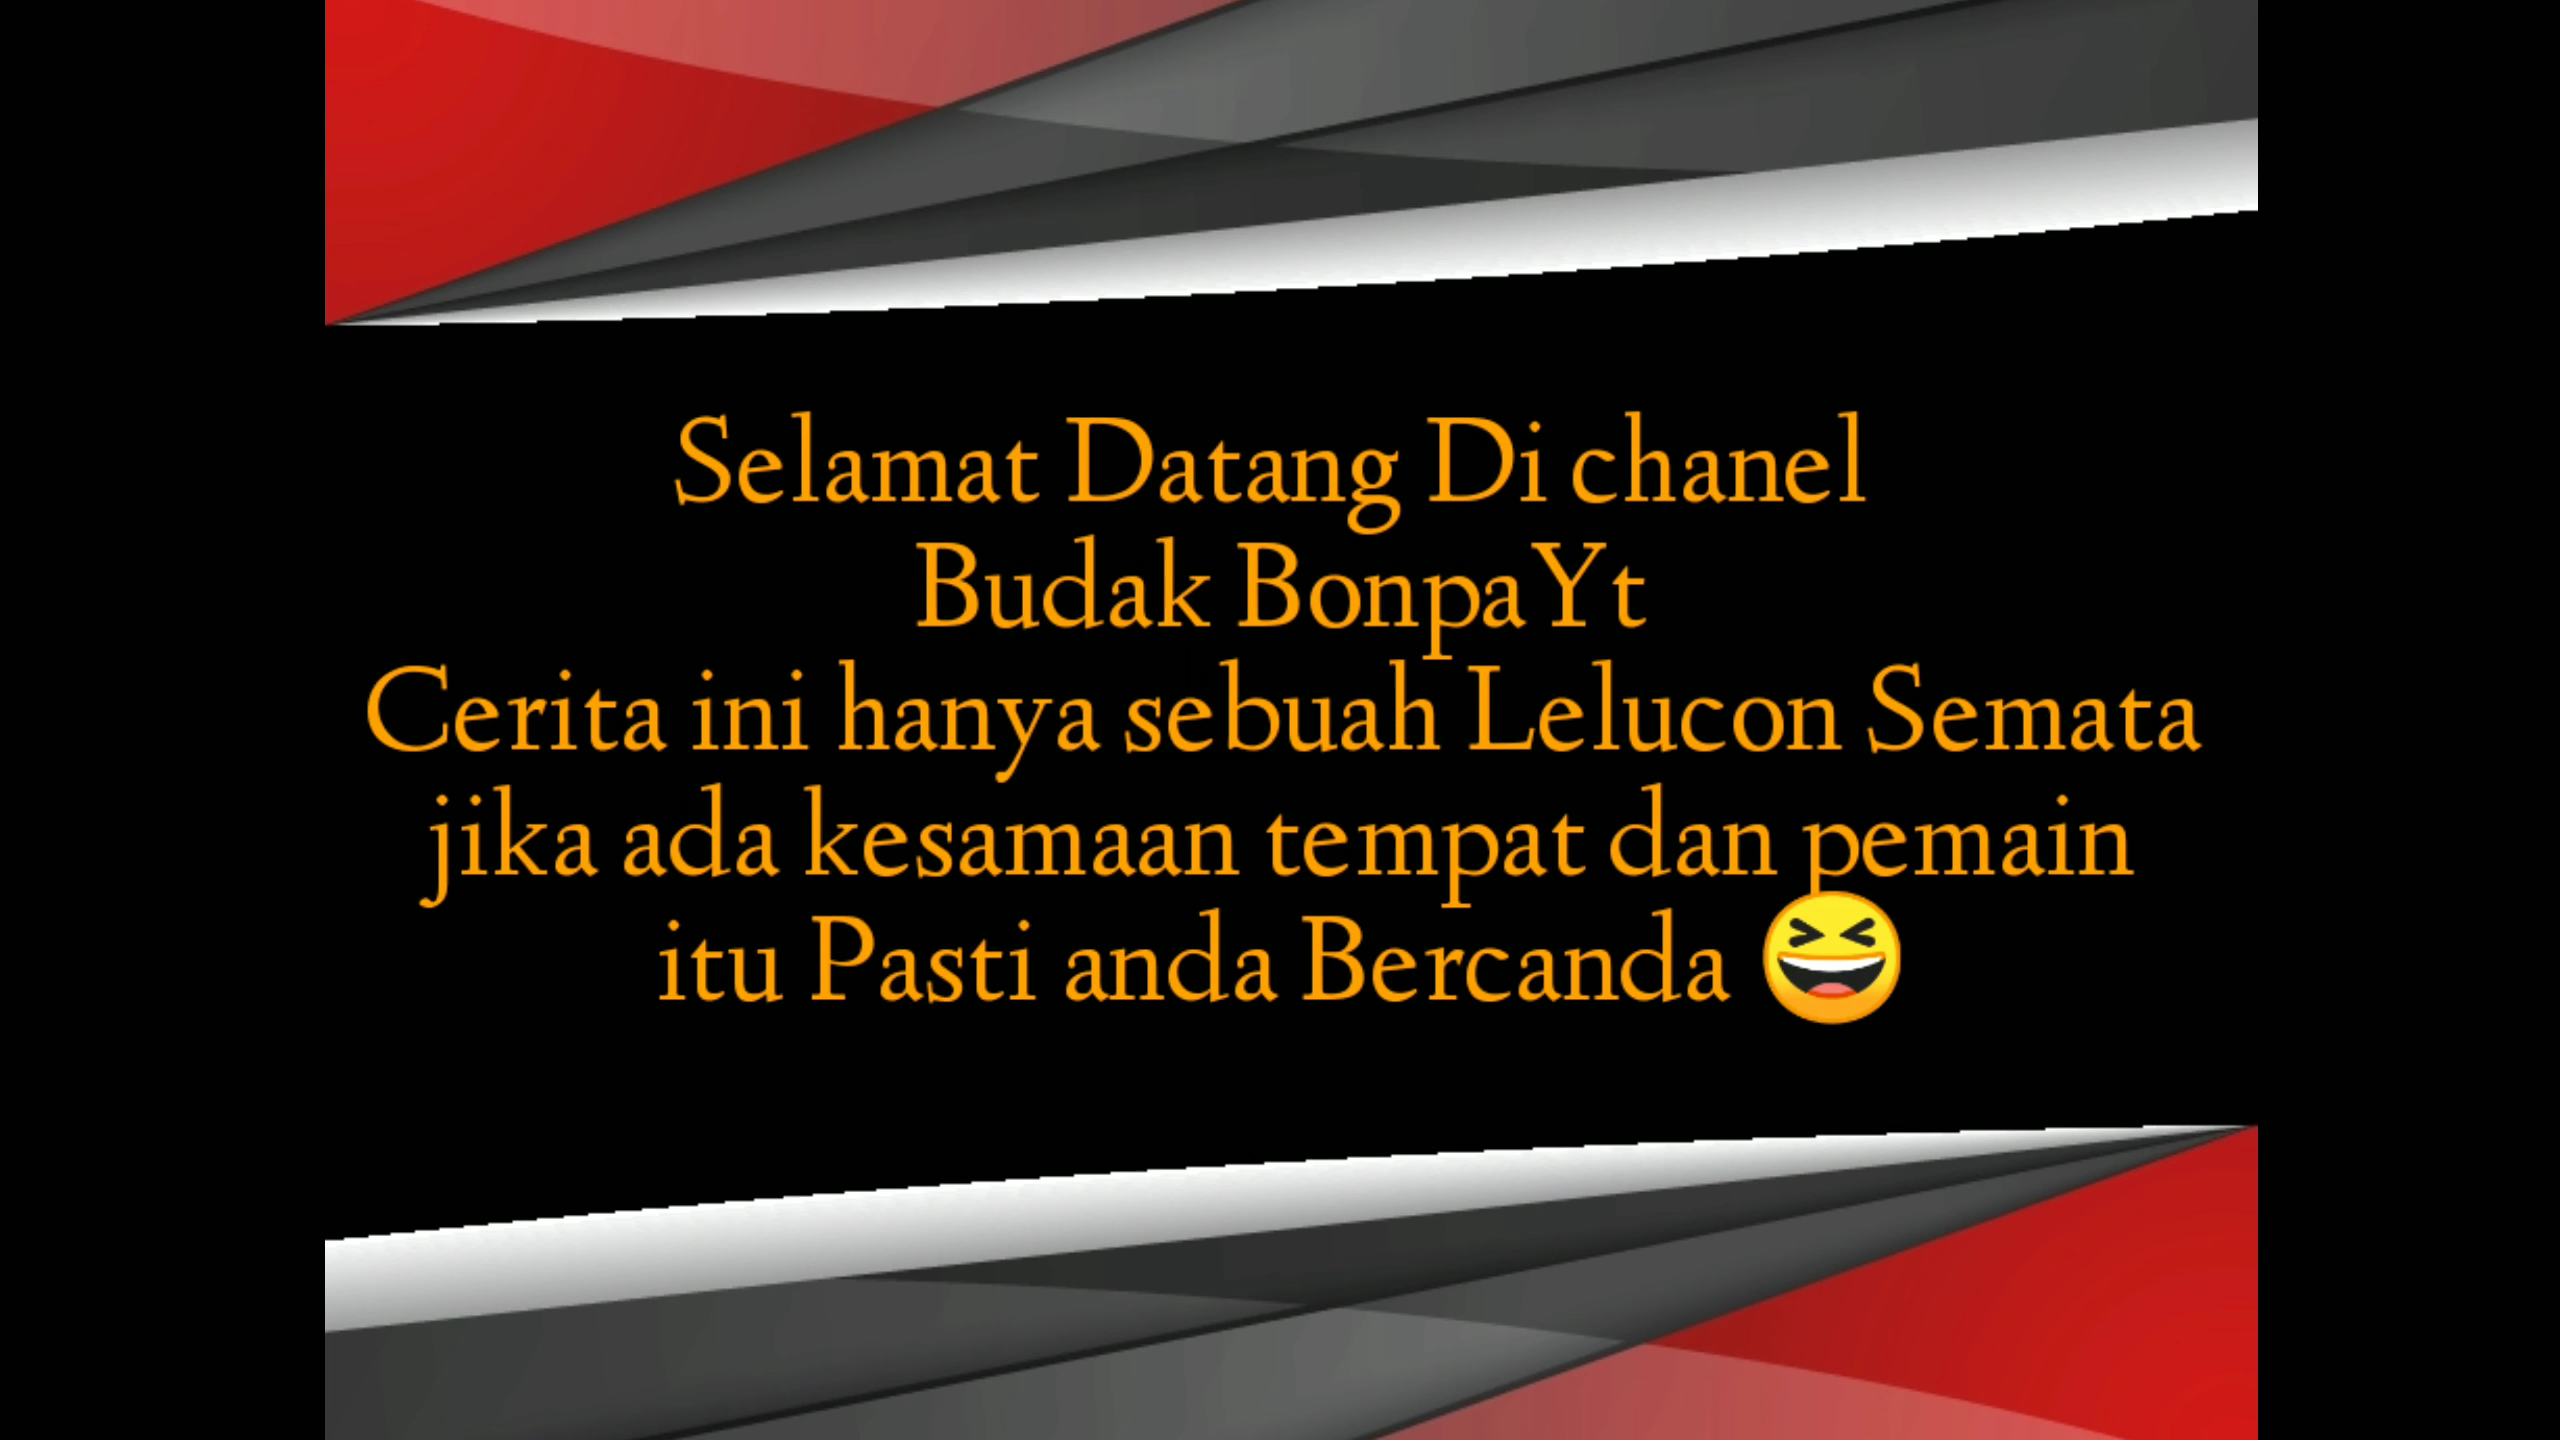 Selamat Datang Di chanel
Budak BonpaYt
Cerita ini hanya sebuah Lelucon Semata
jika ada kesamaan tempat dan pemain
itu Pasti anda Bercanda 😆